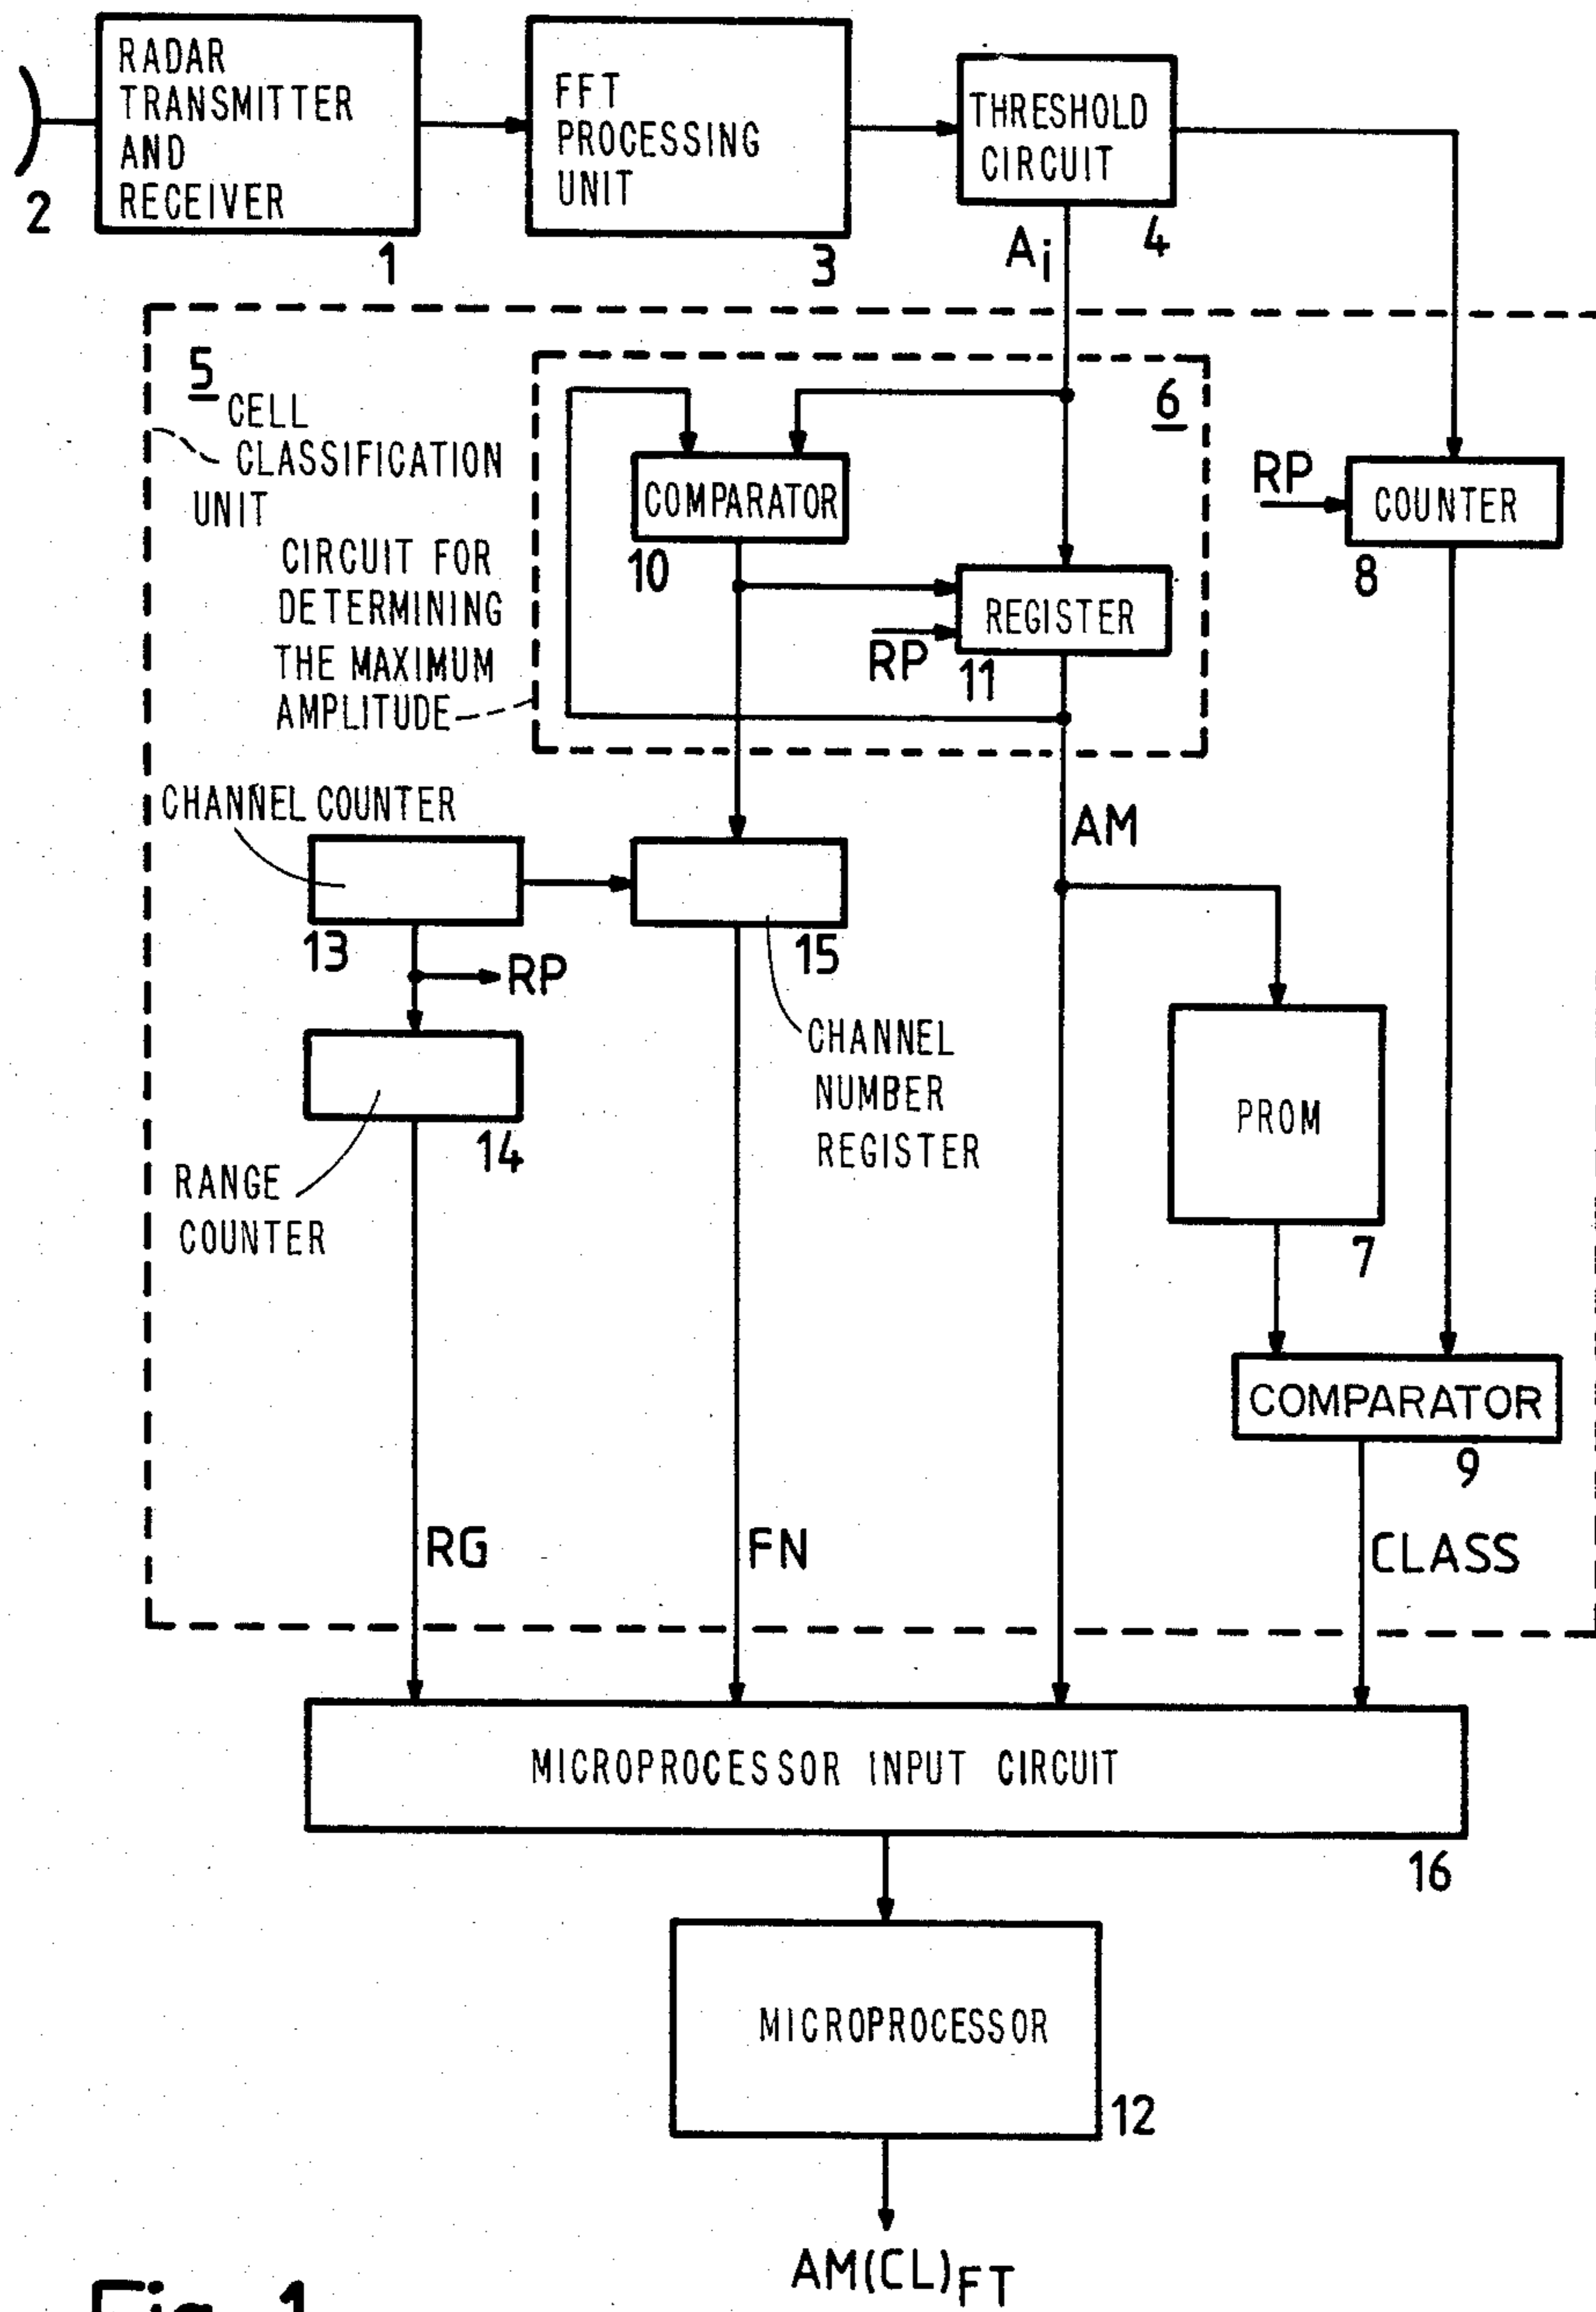 RADAR
TRANSMITTER
AND
RECEIVER
1
2
FFT
PROCESSING
UNIT
3
THRESHOLD
CIRCUIT
4
Ai
5
CELL
CLASSIFICATION
UNIT
6
COMPARATOR
10
RP
COUNTER
8
CIRCUIT FOR
DETERMINING
THE MAXIMUM
AMPLITUDE
REGISTER
RP
11
CHANNEL COUNTER
AM
13
15
RP
CHANNEL
NUMBER
REGISTER
PROM
7
14
RANGE
COUNTER
COMPARATOR
9
RG
FN
CLASS
MICROPROCESSOR INPUT CIRCUIT
16
MICROPROCESSOR
12
AM(CL)FT
Fig. 1